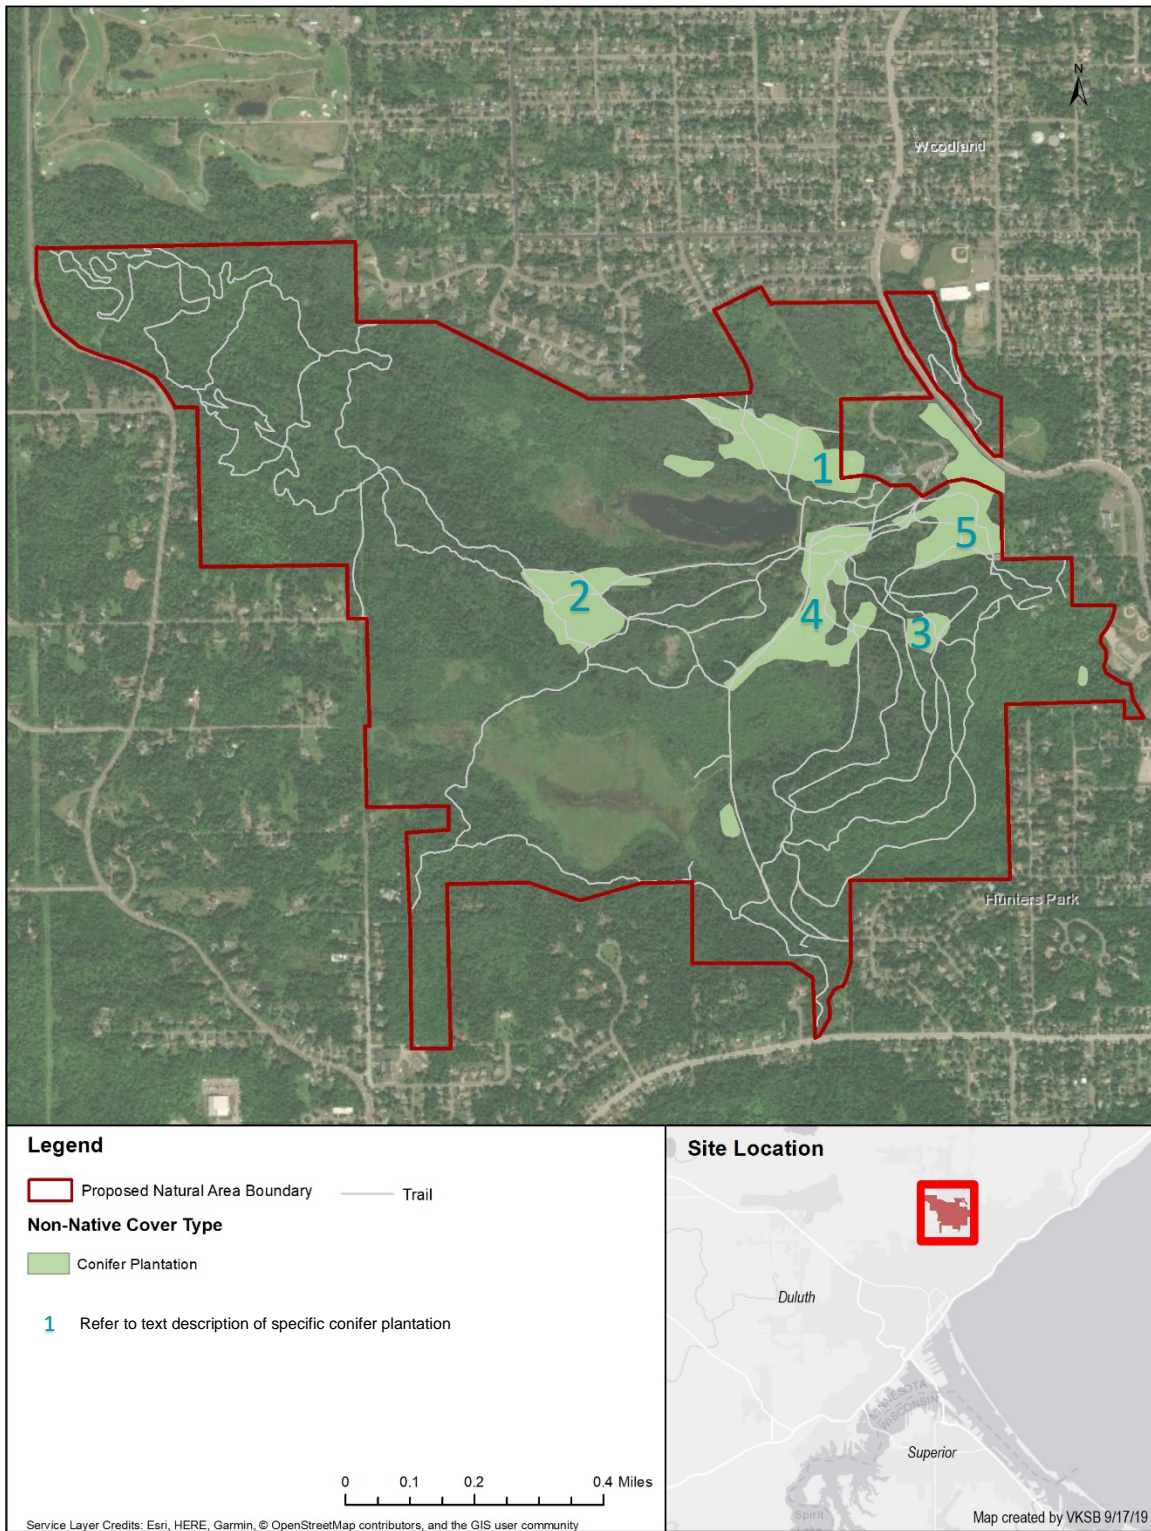 N
Woodland
1
5
2
4
3
Hunters Park
Legend
Proposed Natural Area Boundary
Trail
Non-Native Cover Type
Conifer Plantation
1 Refer to text description of specific conifer plantation
0 0.1 0.2 0.4 Miles
Service Layer Credits: Esri, HERE, Garmin, © OpenStreetMap contributors, and the GIS user community
Site Location
Duluth
MINNESOTA
WISCONSIN
Superior
Spirit
Lake
Map created by VKSB 9/17/19